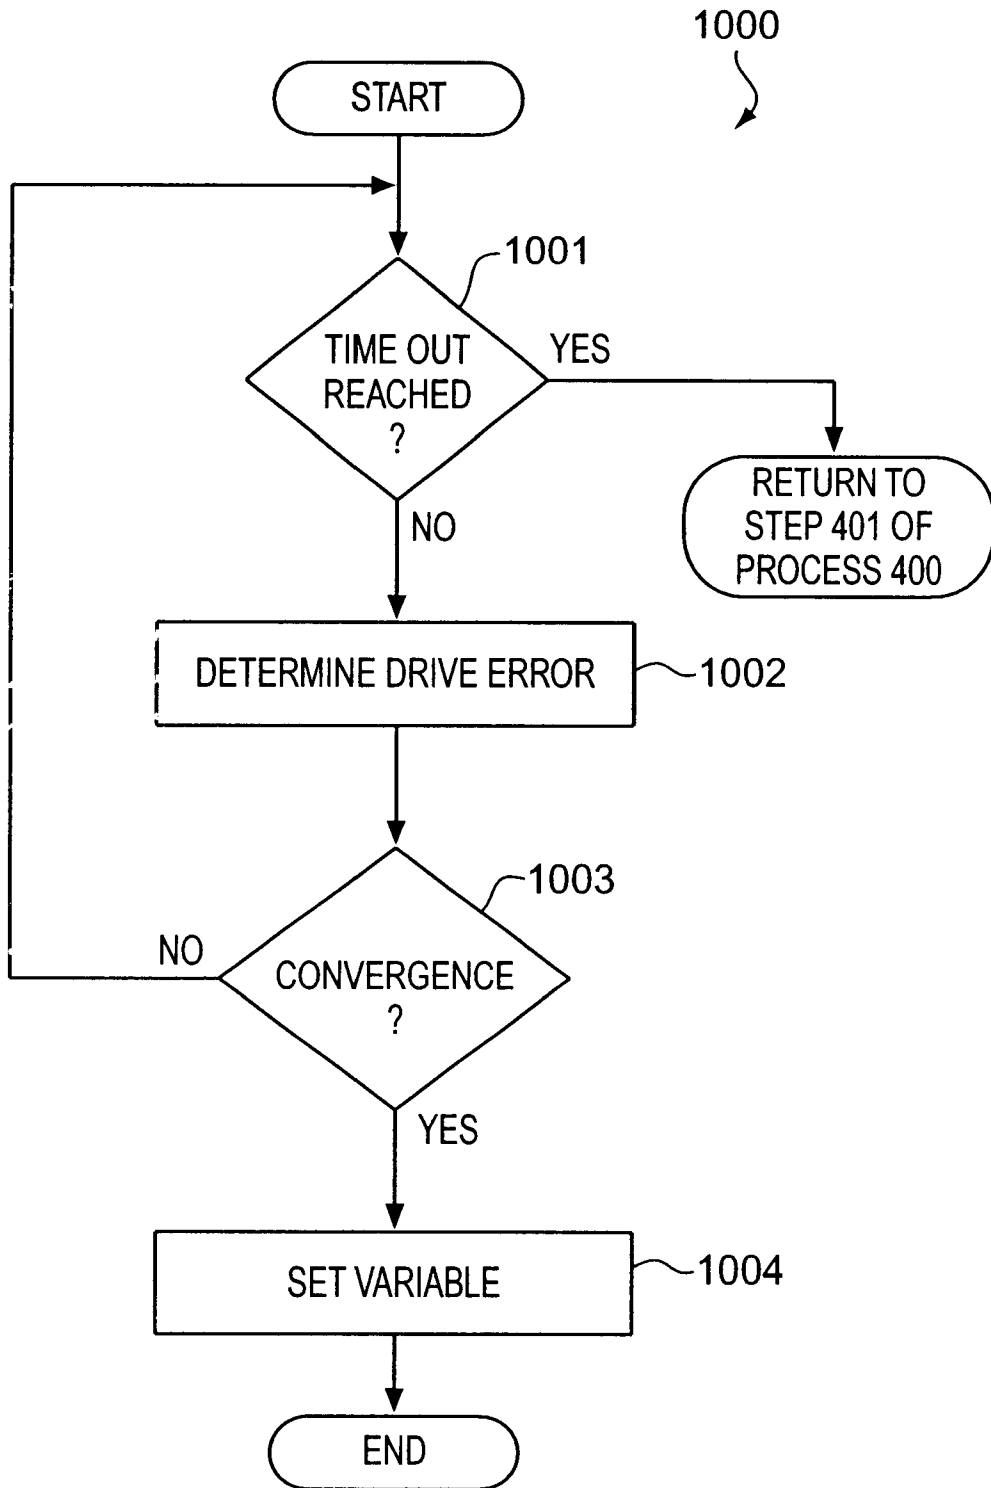 1000
START
1001
TIME OUT
REACHED
?
YES
RETURN TO
STEP 401 OF
PROCESS 400
NO
DETERMINE DRIVE ERROR
1002
1003
NO
CONVERGENCE
?
YES
SET VARIABLE
1004
END